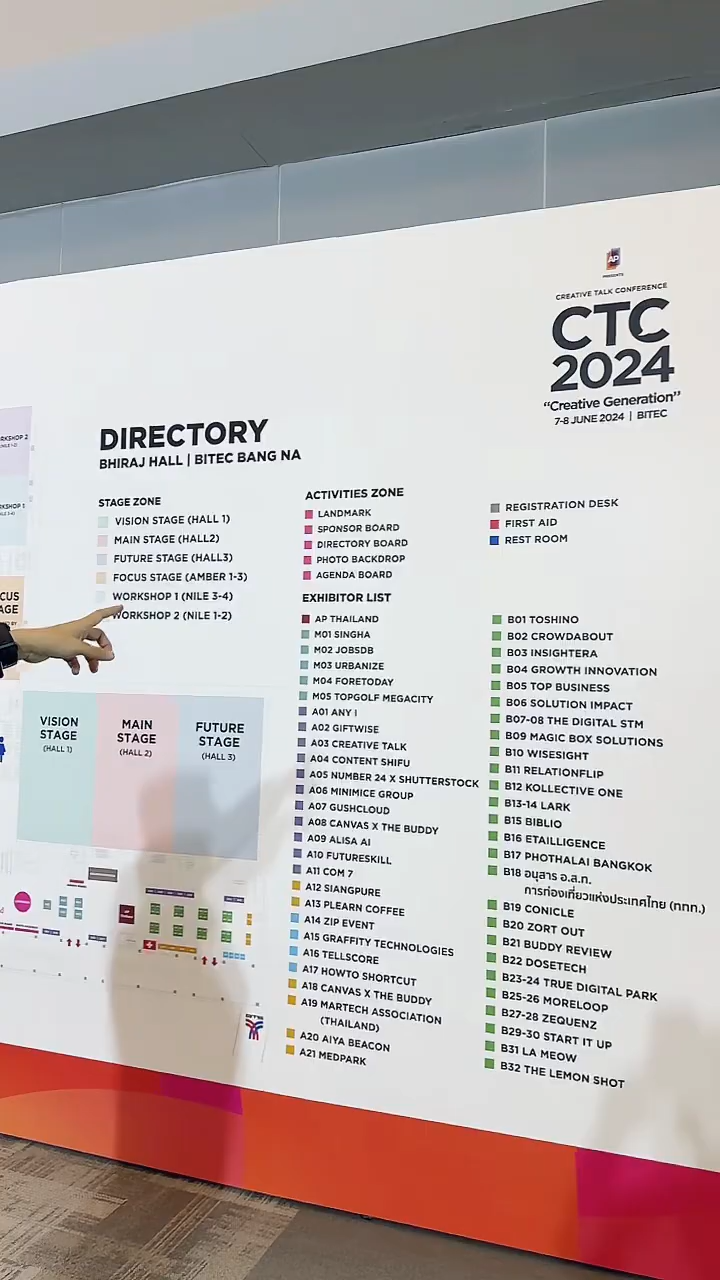 AP
PRESENTS
CREATIVE TALK CONFERENCE
CTC
2024
"Creative Generation"
7-8 JUNE 2024 | BITEC
DIRECTORY
BHIRAJ HALL | BITEC BANG NA
STAGE ZONE
VISION STAGE (HALL 1)
MAIN STAGE (HALL2)
FUTURE STAGE (HALL3)
FOCUS STAGE (AMBER 1-3)
WORKSHOP 1 (NILE 3-4)
WORKSHOP 2 (NILE 1-2)
VISION
STAGE
(HALL 1)
MAIN
STAGE
(HALL 2)
FUTURE
STAGE
(HALL 3)
ACTIVITIES ZONE
LANDMARK
SPONSOR BOARD
DIRECTORY BOARD
PHOTO BACKDROP
AGENDA BOARD
REGISTRATION DESK
FIRST AID
REST ROOM
EXHIBITOR LIST
AP THAILAND
M01 SINGHA
M02 JOBSDB
M03 URBANIZE
M04 FORETODAY
M05 TOPGOLF MEGACITY
A01 ANY I
A02 GIFTWISE
A03 CREATIVE TALK
A04 CONTENT SHIFU
A05 NUMBER 24 X SHUTTERSTOCK
A06 MINIMICE GROUP
A07 GUSHCLOUD
A08 CANVAS X THE BUDDY
A09 ALISA AI
A10 FUTURESKILL
A11 COM 7
A12 SIANGPURE
A13 PLEARN COFFEE
A14 ZIP EVENT
A15 GRAFFITY TECHNOLOGIES
A16 TELLSCORE
A17 HOWTO SHORTCUT
A18 CANVAS X THE BUDDY
A19 MARTECH ASSOCIATION
(THAILAND)
A20 AIYA BEACON
A21 MEDPARK
B01 TOSHINO
B02 CROWDABOUT
B03 INSIGHTERA
B04 GROWTH INNOVATION
B05 TOP BUSINESS
B06 SOLUTION IMPACT
B07-08 THE DIGITAL STM
B09 MAGIC BOX SOLUTIONS
B10 WISESIGHT
B11 RELATIONFLIP
B12 KOLLECTIVE ONE
B13-14 LARK
B15 BIBLIO
B16 ETAILLIGENCE
B17 PHOTHALAI BANGKOK
B18 อนุสาร อ.ส.ท.
การท่องเที่ยวแห่งประเทศไทย (ททท.)
B19 CONICLE
B20 ZORT OUT
B21 BUDDY REVIEW
B22 DOSETECH
B23-24 TRUE DIGITAL PARK
B25-26 MORELOOP
B27-28 ZEQUENZ
B29-30 START IT UP
B31 LA MEOW
B32 THE LEMON SHOT